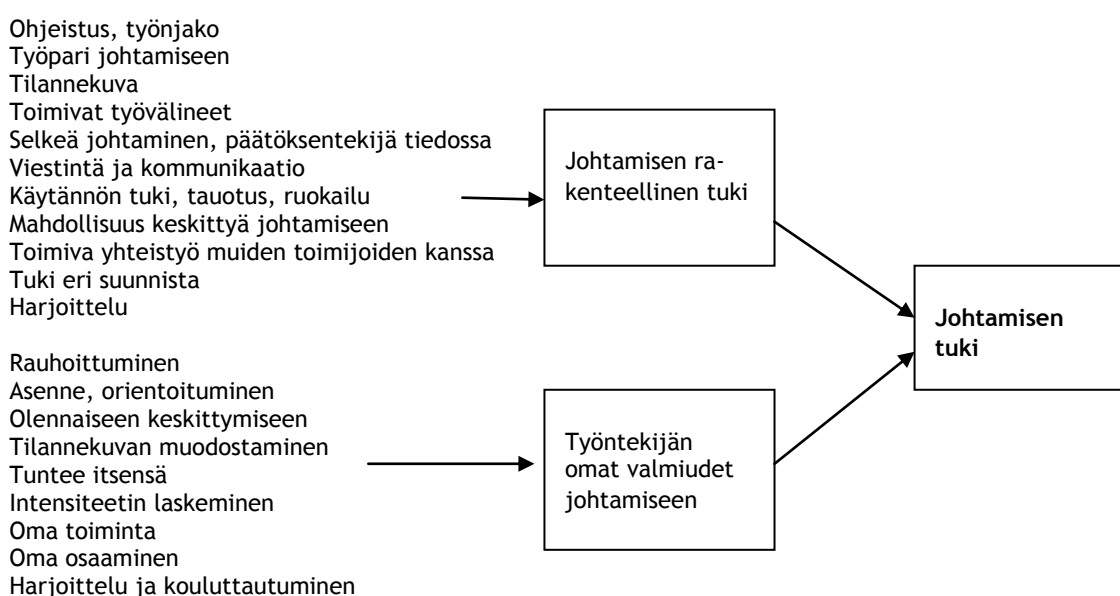 Ohjeistus, työnjako
Työpari johtamiseen
Tilannekuva
Toimivat työvälineet
Selkeä johtaminen, päätöksentekijä tiedossa
Viestintä ja kommunikaatio
Käytännön tuki, tauotus, ruokailu
Mahdollisuus keskittyä johtamiseen
Toimiva yhteistyö muiden toimijoiden kanssa
Tuki eri suunnista
Harjoittelu
Rauhoittuminen
Asenne, orientoituminen
Olennaiseen keskittymiseen
Tilannekuvan muodostaminen
Tuntee itsensä
Intensiteetin laskeminen
Oma toiminta
Oma osaaminen
Harjoittelu ja kouluttautuminen
Johtamisen ra-
kenteellinen tuki
Työntekijän
omat valmiudet
johtamiseen
Johtamisen
tuki